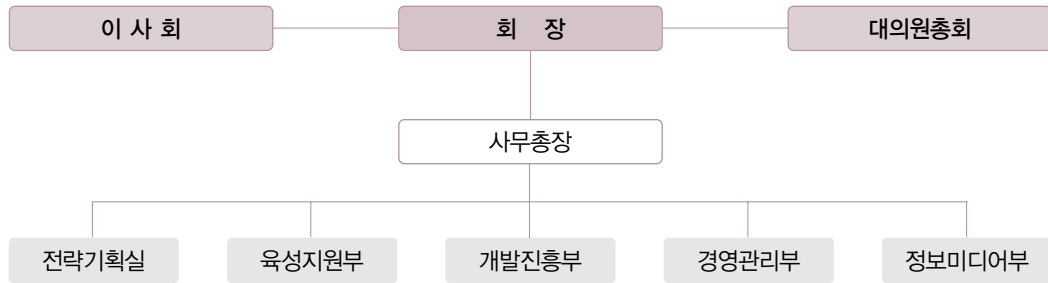 이 사 회
회 장
대의원총회
사무총장
전략기획실
육성지원부
개발진흥부
경영관리부
정보미디어부